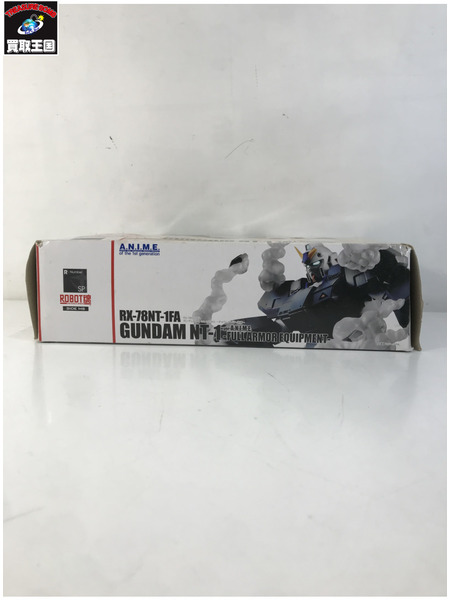 買取王国
A.N.I.M.E.
of the 1st generation
SP
ROBOT魂
SIDE MS
RX-78NT-1FA
GUNDAM NT-1
-FULL ARMOR EQUIPMENT-
A.N.I.M.E.